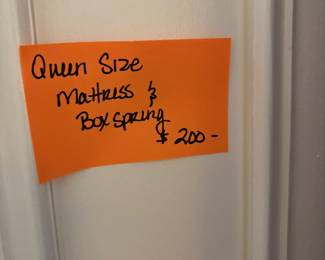 Queen Size
Mattress &
Box Spring
$ 200-